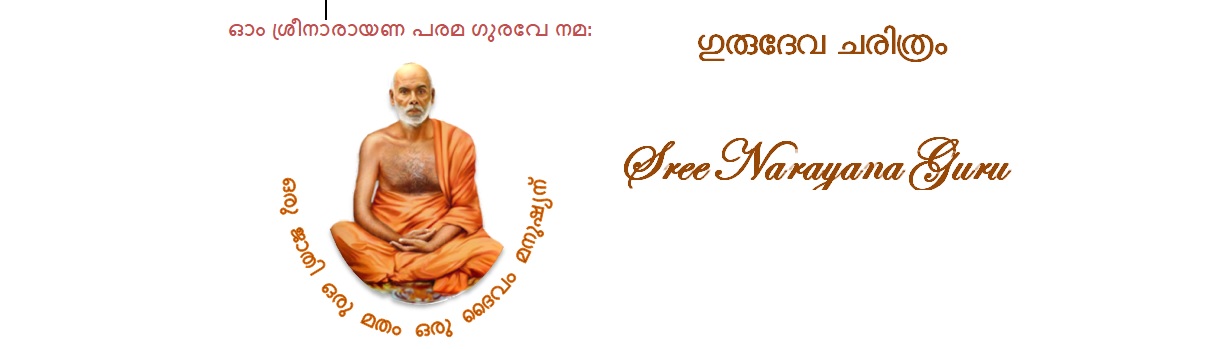 ഓം ശ്രീനാരായണ പരമ ഗുരവേ നമ:
ഗുരുദേവ ചരിത്രം
Sree Narayana Guru
ഒരു ജാതി ഒരു മതം ഒരു ദൈവം മനുഷ്യന്